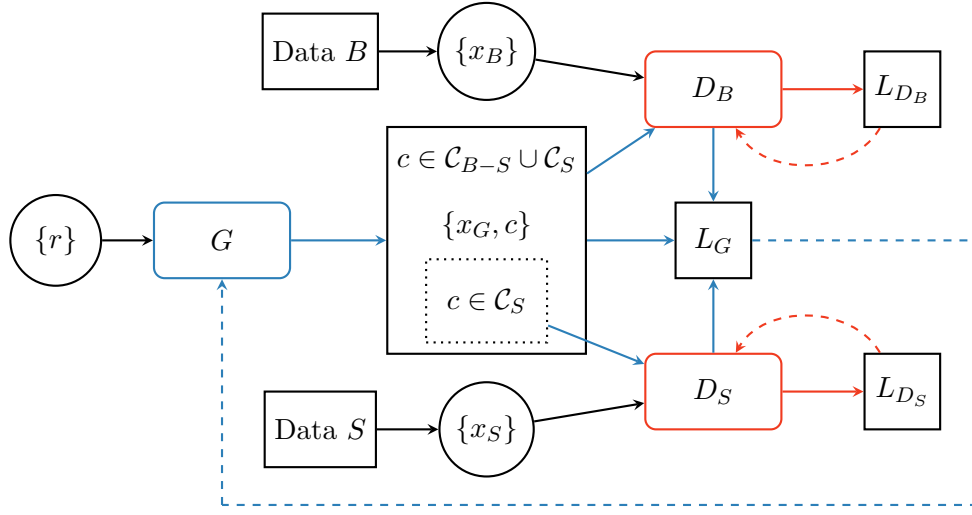 Data B
{x_B}
D_B
L_{D_B}
c ∈ 𝒞_{B−S} ∪ 𝒞_S
{r}
G
{x_G, c}
L_G
c ∈ 𝒞_S
Data S
{x_S}
D_S
L_{D_S}